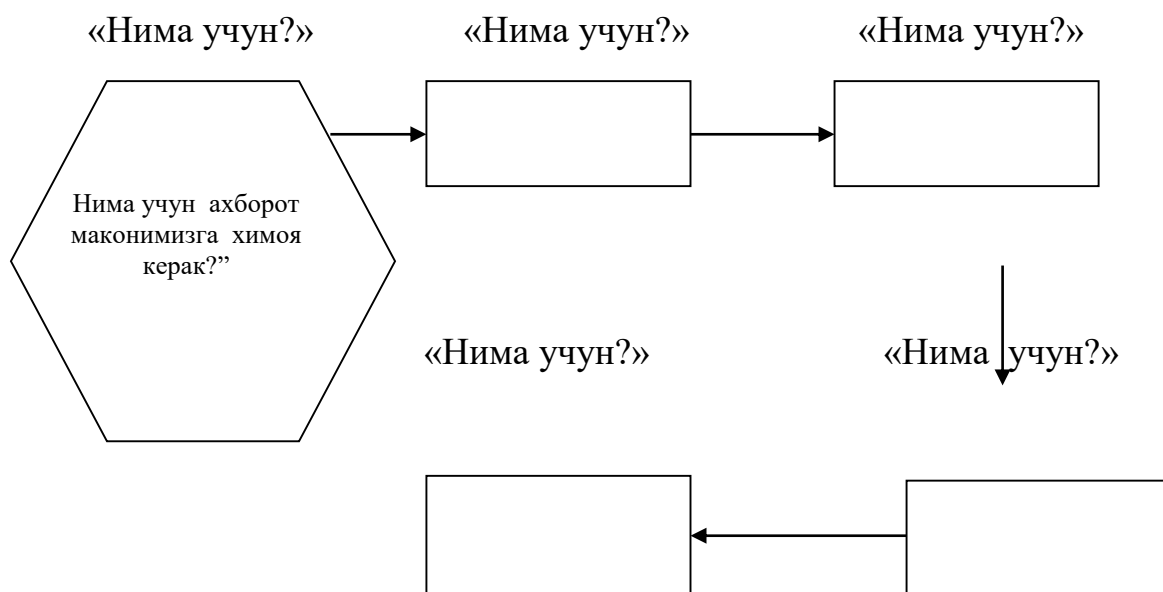 «Нима учун?» «Нима учун?» «Нима учун?»
Нима учун ахборот
маконимизга химоя
керак?”
«Нима учун?» «Нима учун?»